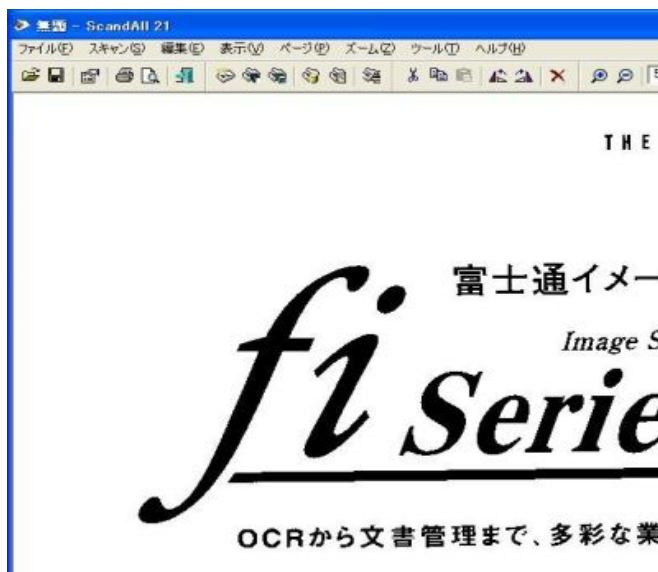 無題 - ScandAll 21
ファイル(F) スキャン(S) 編集(E) 表示(V) ページ(P) ズーム(Z) ツール(T) ヘルプ(H)
THE
富士通イメー
Image S
fi Serie
OCRから文書管理まで、多彩な業